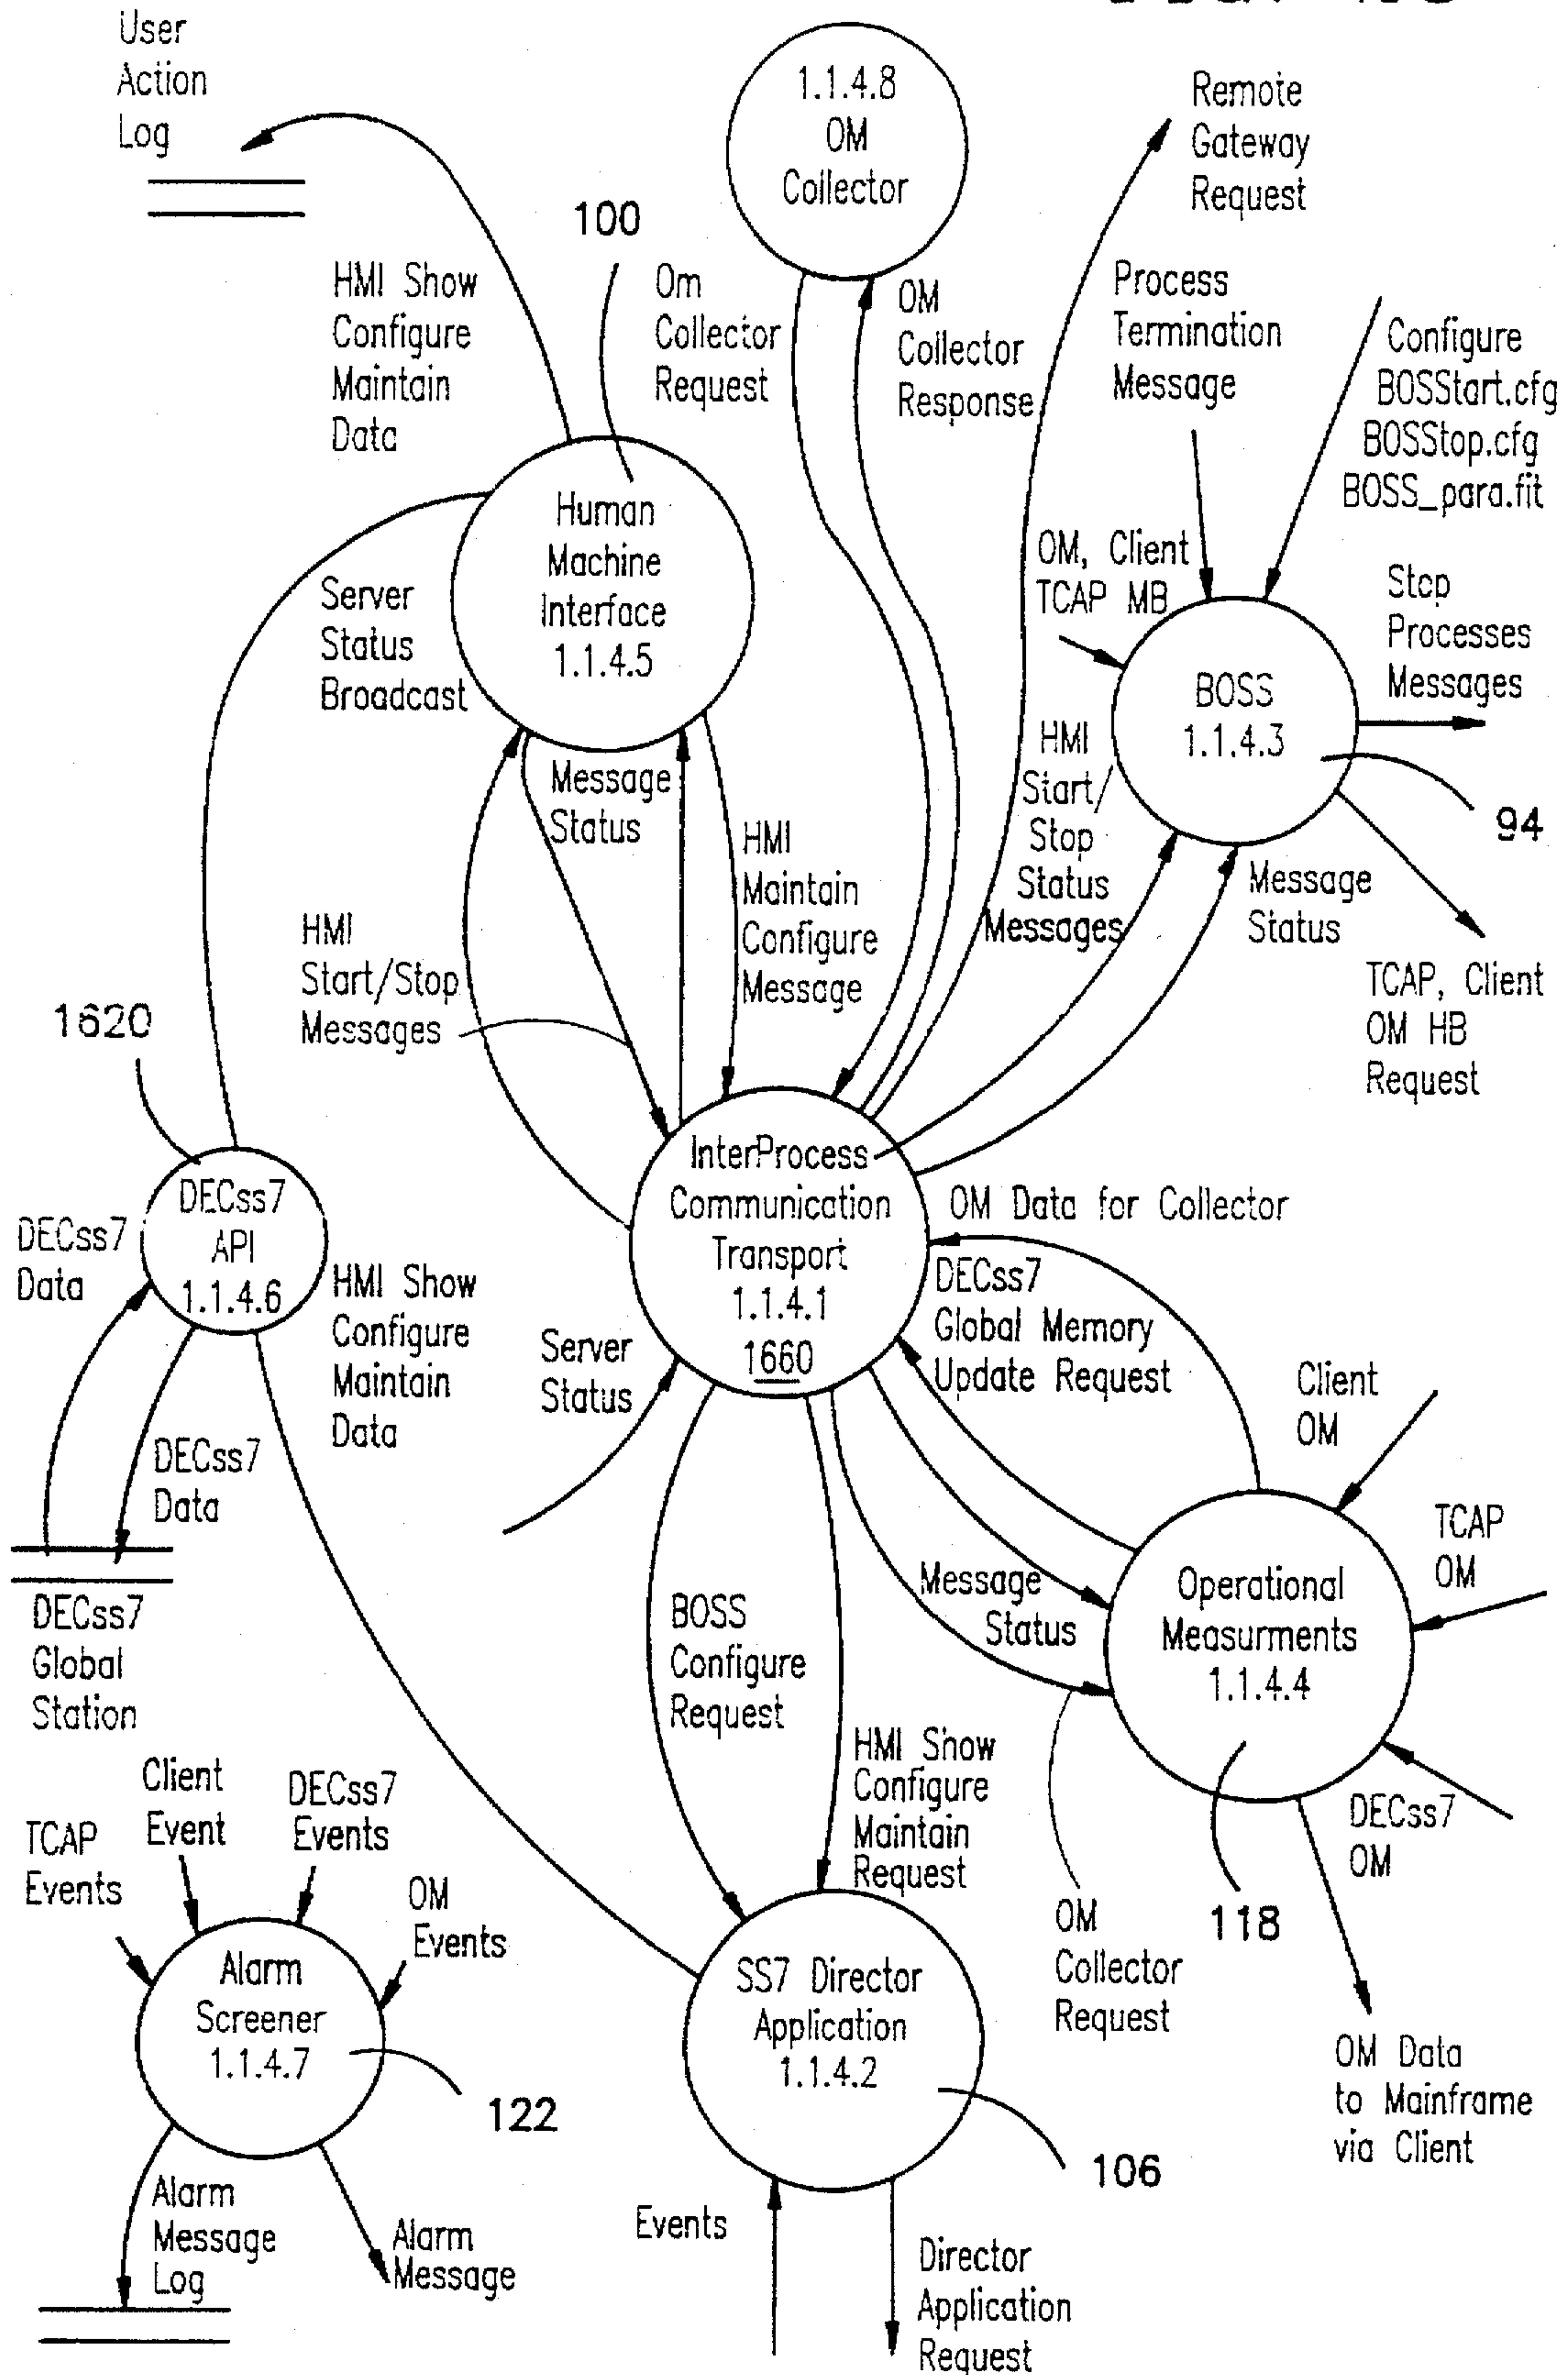 User
Action
Log
1.1.4.8
OM
Collector
Remote
Gateway
Request
100
HMI Show
Configure
Maintain
Data
Om
Collector
Request
OM
Collector
Response
Process
Termination
Message
Configure
BOSStart.cfg
BOSStop.cfg
BOSS_para.fit
Human
Machine
Interface
1.1.4.5
Server
Status
Broadcast
OM, Client
TCAP MB
Stop
Processes
Messages
BOSS
1.1.4.3
94
HMI
Start/
Stop
Status
Messages
Message
Status
Message
Status
HMI
Maintain
Configure
Message
HMI
Start/Stop
Messages
TCAP, Client
OM HB
Request
1620
DECss7
API
1.1.4.6
DECss7
Data
HMI Show
Configure
Maintain
Data
InterProcess
Communication
Transport
1.1.4.1
1660
OM Data for Collector
DECss7
Global Memory
Update Request
Server
Status
Client
OM
TCAP
OM
DECss7
Data
DECss7
Global
Station
BOSS
Configure
Request
Message
Status
Operational
Measurments
1.1.4.4
HMI Show
Configure
Maintain
Request
DECss7
OM
118
OM
Collector
Request
OM Data
to Mainframe
via Client
TCAP
Events
Client
Event
DECss7
Events
OM
Events
Alarm
Screener
1.1.4.7
122
SS7 Director
Application
1.1.4.2
106
Alarm
Message
Log
Alarm
Message
Events
Director
Application
Request